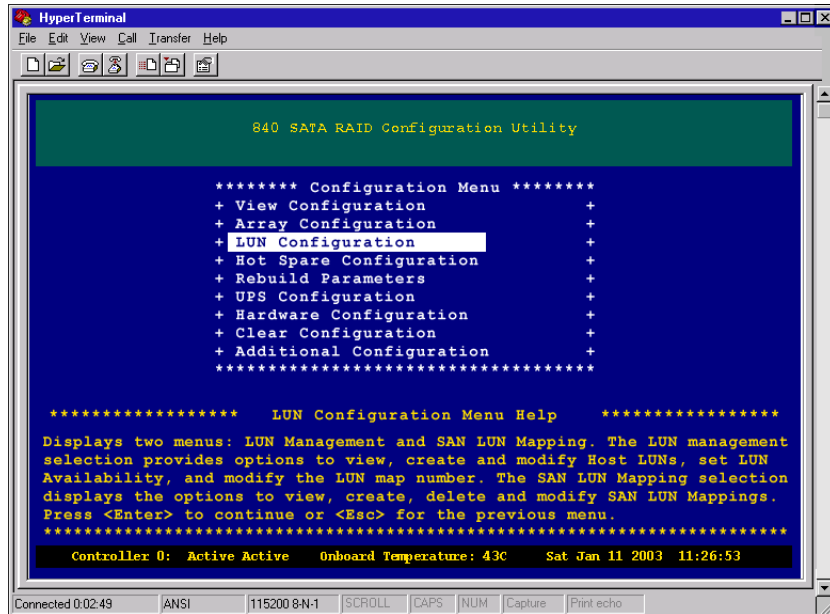 HyperTerminal
File Edit View Call Transfer Help
840 SATA RAID Configuration Utility
******** Configuration Menu ********
+ View Configuration +
+ Array Configuration +
+ LUN Configuration +
+ Hot Spare Configuration +
+ Rebuild Parameters +
+ UPS Configuration +
+ Hardware Configuration +
+ Clear Configuration +
+ Additional Configuration +
************************************
****************** LUN Configuration Menu Help *****************
Displays two menus: LUN Management and SAN LUN Mapping. The LUN management
selection provides options to view, create and modify Host LUNs, set LUN
Availability, and modify the LUN map number. The SAN LUN Mapping selection
displays the options to view, create, delete and modify SAN LUN Mappings.
Press <Enter> to continue or <Esc> for the previous menu.
***********************************************************************
Controller 0: Active Active Onboard Temperature: 43C Sat Jan 11 2003 11:26:53
Connected 0:02:49 ANSI 115200 8-N-1 SCROLL CAPS NUM Capture Print echo